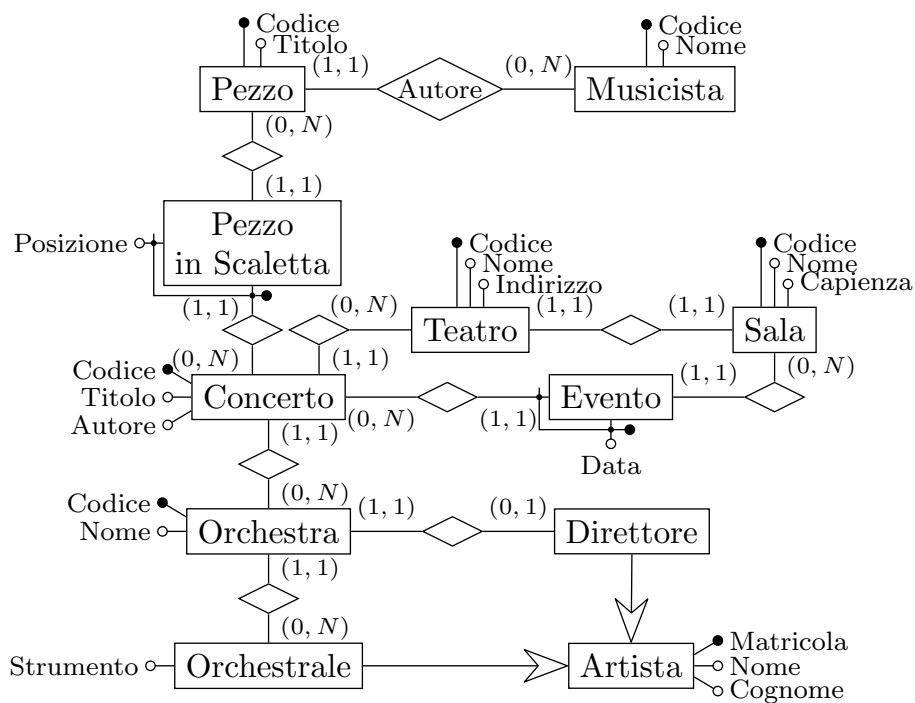 Codice
Titolo
Codice
Nome
Pezzo
(1, 1)
Autore
(0, N)
Musicista
(0, N)
(1, 1)
Pezzo
in Scaletta
Posizione
(1, 1)
Codice
Nome
Indirizzo
Codice
Nome
Capienza
(0, N)
Teatro
(1, 1)
(1, 1)
Sala
(0, N)
(1, 1)
(0, N)
Codice
Titolo
Autore
Concerto
(0, N)
(1, 1)
Evento
(1, 1)
Data
(1, 1)
(0, N)
Codice
Nome
Orchestra
(1, 1)
(0, 1)
Direttore
(1, 1)
(0, N)
Strumento
Orchestrale
Artista
Matricola
Nome
Cognome